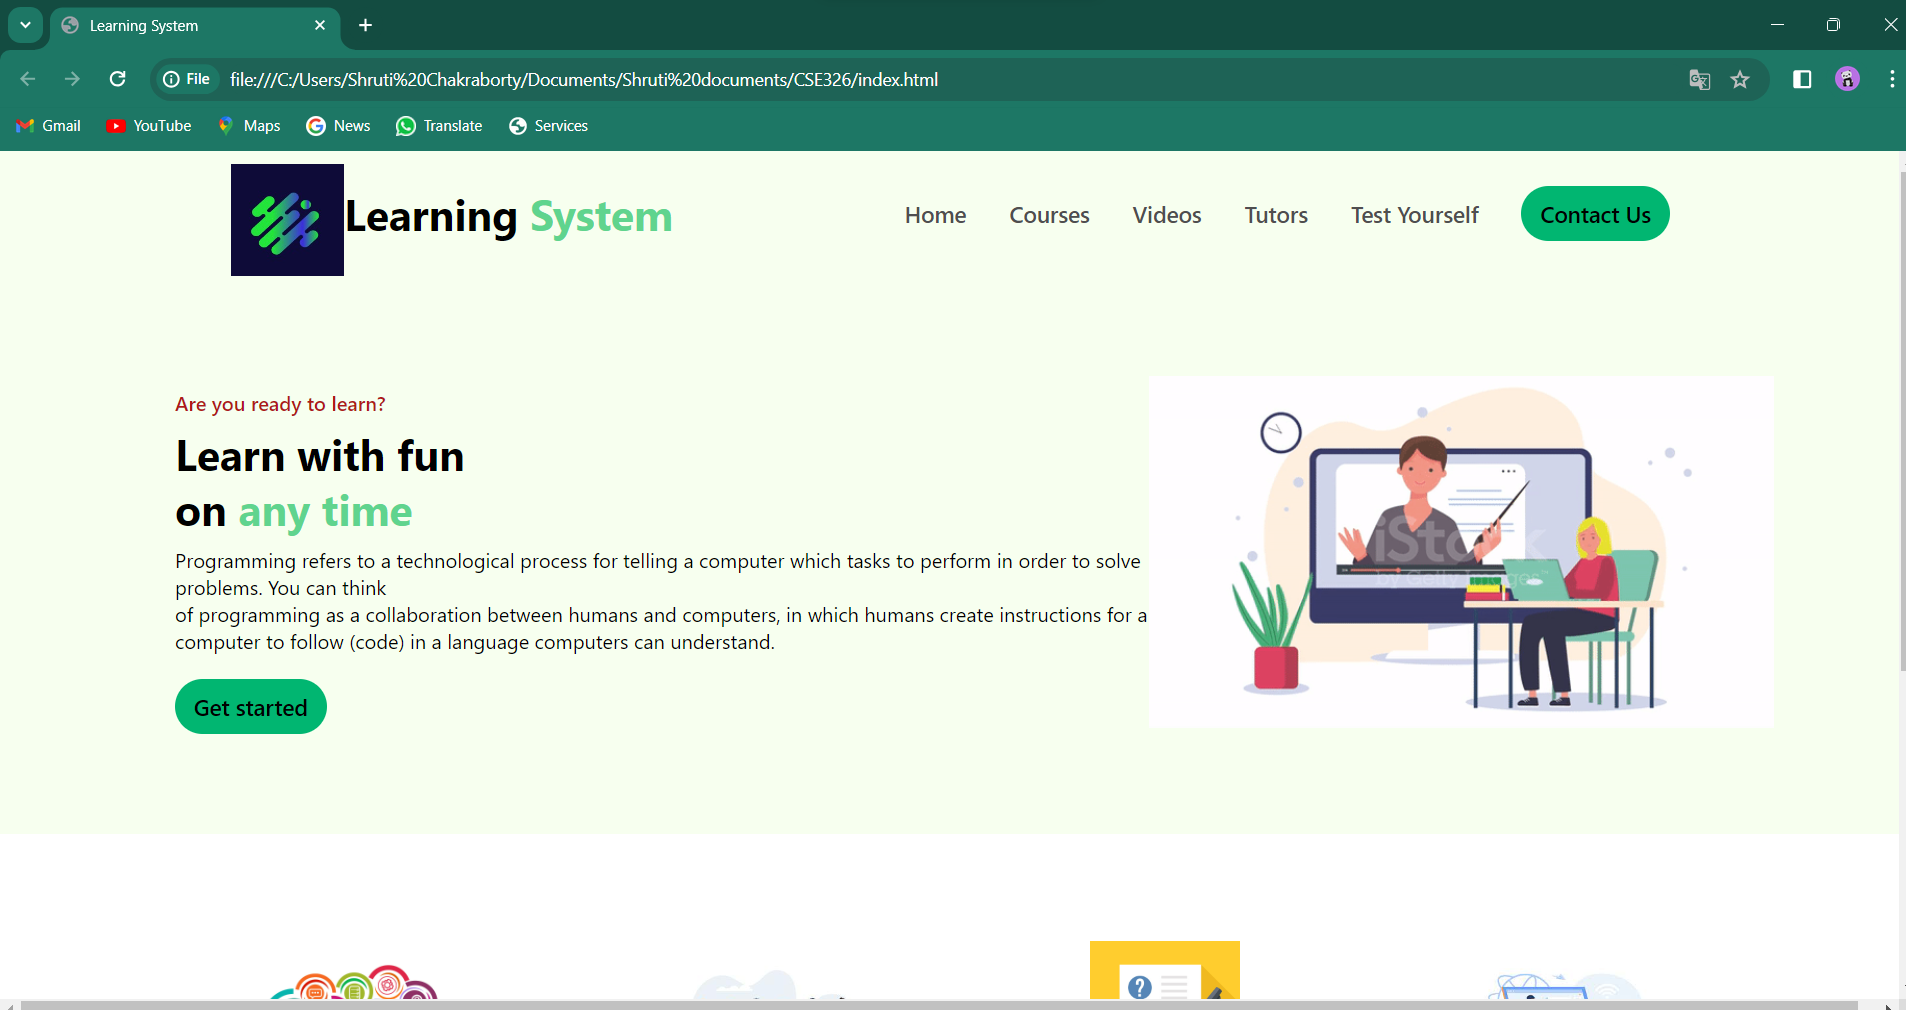 Learning System
File
file:///C:/Users/Shruti%20Chakraborty/Documents/Shruti%20documents/CSE326/index.html
Gmail YouTube Maps News Translate Services
Learning System
Home Courses Videos Tutors Test Yourself Contact Us
Are you ready to learn?
Learn with fun
on any time
Programming refers to a technological process for telling a computer which tasks to perform in order to solve
problems. You can think
of programming as a collaboration between humans and computers, in which humans create instructions for a
computer to follow (code) in a language computers can understand.
Get started
iStock
by Getty Images™